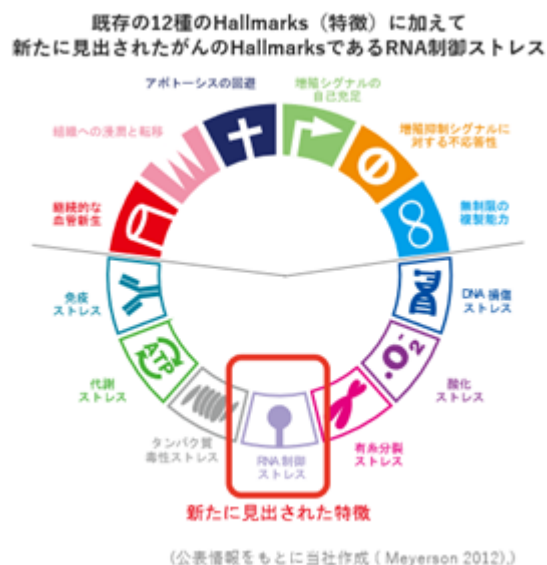 既存の12種のHallmarks（特徴）に加えて
新たに見出されたがんのHallmarksであるRNA制御ストレス
アポトーシスの回避
増殖シグナルの
自己充足
組織への浸潤と転移
増殖抑制シグナルに
対する不応答性
継続的な
血管新生
無制限の
複製能力
免疫
ストレス
DNA 損傷
ストレス
ATP
•O₂⁻
代謝
ストレス
酸化
ストレス
タンパク質
毒性ストレス
RNA 制御
ストレス
有糸分裂
ストレス
新たに見出された特徴
(公表情報をもとに当社作成 ( Meyerson 2012).)